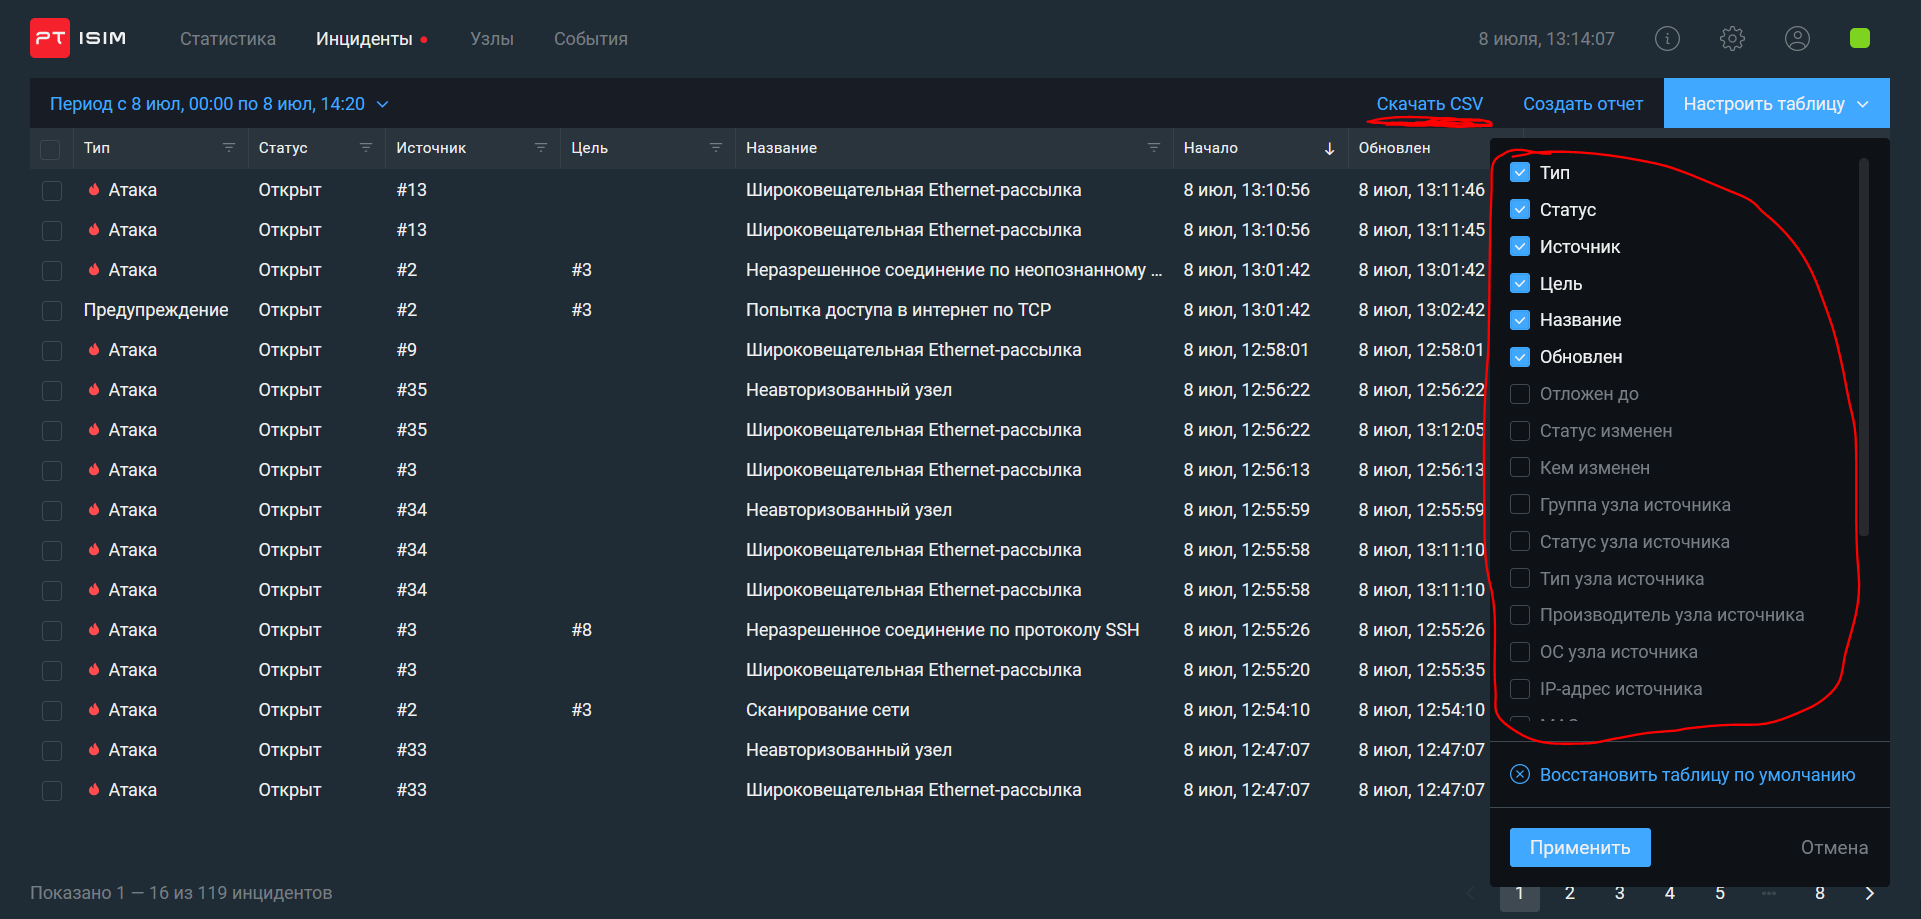 PT ISIM Статистика Инциденты Узлы События 8 июля, 13:14:07
Период с 8 июл, 00:00 по 8 июл, 14:20 Скачать CSV Создать отчет Настроить таблицу
Тип Статус Источник Цель Название Начало Обновлен
Атака Открыт #13 Широковещательная Ethernet-рассылка 8 июл, 13:10:56 8 июл, 13:11:46
Атака Открыт #13 Широковещательная Ethernet-рассылка 8 июл, 13:10:56 8 июл, 13:11:45
Атака Открыт #2 #3 Неразрешенное соединение по неопознанному ... 8 июл, 13:01:42 8 июл, 13:01:42
Предупреждение Открыт #2 #3 Попытка доступа в интернет по TCP 8 июл, 13:01:42 8 июл, 13:02:42
Атака Открыт #9 Широковещательная Ethernet-рассылка 8 июл, 12:58:01 8 июл, 12:58:01
Атака Открыт #35 Неавторизованный узел 8 июл, 12:56:22 8 июл, 12:56:22
Атака Открыт #35 Широковещательная Ethernet-рассылка 8 июл, 12:56:22 8 июл, 13:12:05
Атака Открыт #3 Широковещательная Ethernet-рассылка 8 июл, 12:56:13 8 июл, 12:56:13
Атака Открыт #34 Неавторизованный узел 8 июл, 12:55:59 8 июл, 12:55:59
Атака Открыт #34 Широковещательная Ethernet-рассылка 8 июл, 12:55:58 8 июл, 13:11:10
Атака Открыт #34 Широковещательная Ethernet-рассылка 8 июл, 12:55:58 8 июл, 13:11:10
Атака Открыт #3 #8 Неразрешенное соединение по протоколу SSH 8 июл, 12:55:26 8 июл, 12:55:26
Атака Открыт #3 Широковещательная Ethernet-рассылка 8 июл, 12:55:20 8 июл, 12:55:35
Атака Открыт #2 #3 Сканирование сети 8 июл, 12:54:10 8 июл, 12:54:10
Атака Открыт #33 Неавторизованный узел 8 июл, 12:47:07 8 июл, 12:47:07
Атака Открыт #33 Широковещательная Ethernet-рассылка 8 июл, 12:47:07 8 июл, 12:47:07
Тип
Статус
Источник
Цель
Название
Обновлен
Отложен до
Статус изменен
Кем изменен
Группа узла источника
Статус узла источника
Тип узла источника
Производитель узла источника
ОС узла источника
IP-адрес источника
Восстановить таблицу по умолчанию
Применить Отмена
Показано 1 — 16 из 119 инцидентов 1 2 3 4 5 ... 8